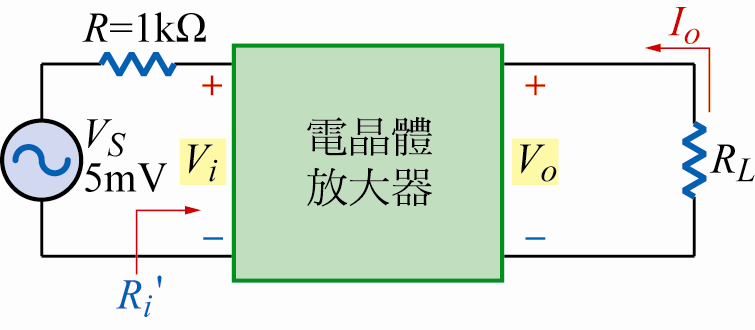 R=1kΩ
I_o
+
+
V_S
5mV
V_i
電晶體
放大器
V_o
R_L
−
−
R_i'